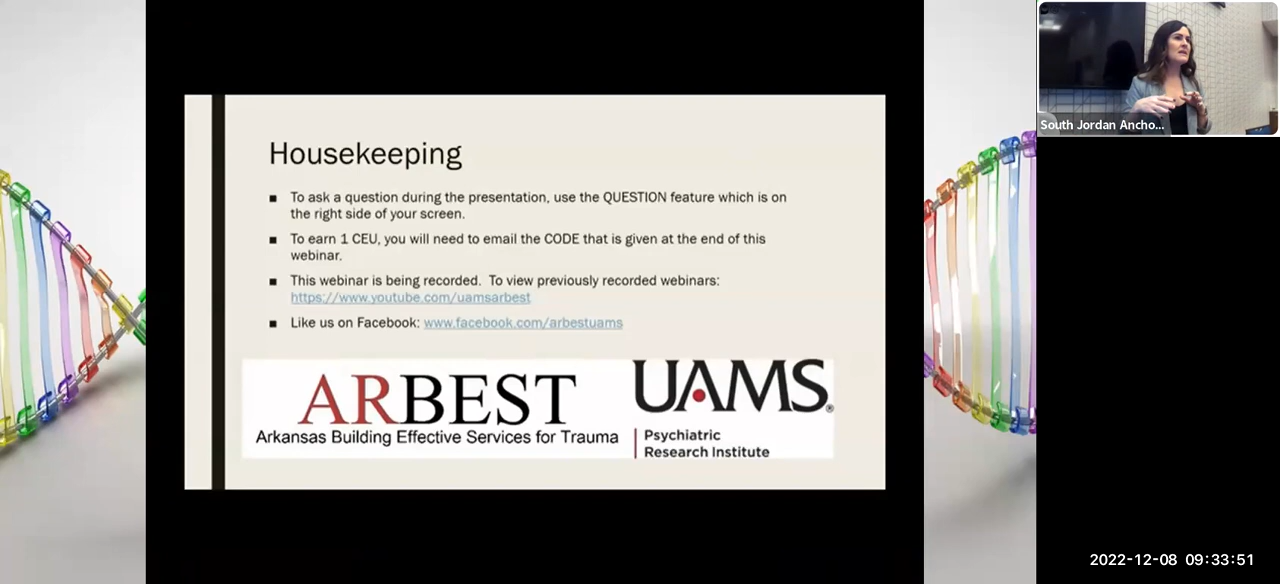 Housekeeping
■ To ask a question during the presentation, use the QUESTION feature which is on
the right side of your screen.
■ To earn 1 CEU, you will need to email the CODE that is given at the end of this
webinar.
■ This webinar is being recorded. To view previously recorded webinars:
https://www.youtube.com/uamsarbest
■ Like us on Facebook: www.facebook.com/arbestuams
ARBEST
Arkansas Building Effective Services for Trauma
UAMS®
Psychiatric
Research Institute
South Jordan Ancho...
2022-12-08 09:33:51